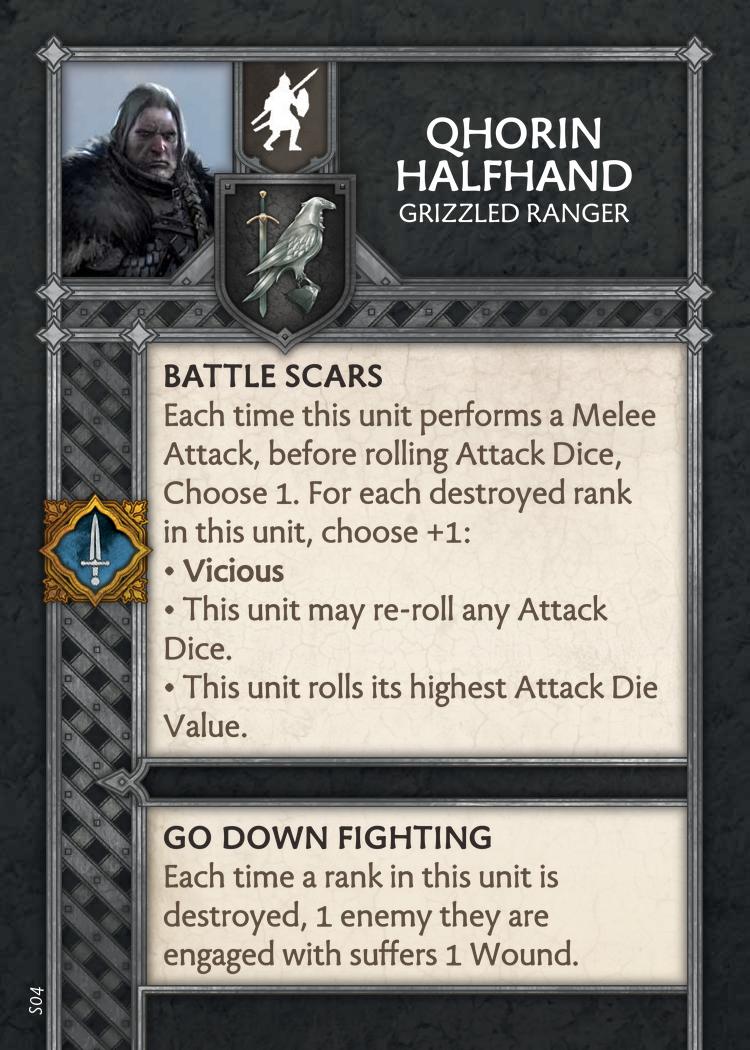 QHORIN
HALFHAND
GRIZZLED RANGER
BATTLE SCARS
Each time this unit performs a Melee
Attack, before rolling Attack Dice,
Choose 1. For each destroyed rank
in this unit, choose +1:
• Vicious
• This unit may re-roll any Attack
Dice.
• This unit rolls its highest Attack Die
Value.
GO DOWN FIGHTING
Each time a rank in this unit is
destroyed, 1 enemy they are
engaged with suffers 1 Wound.
S04